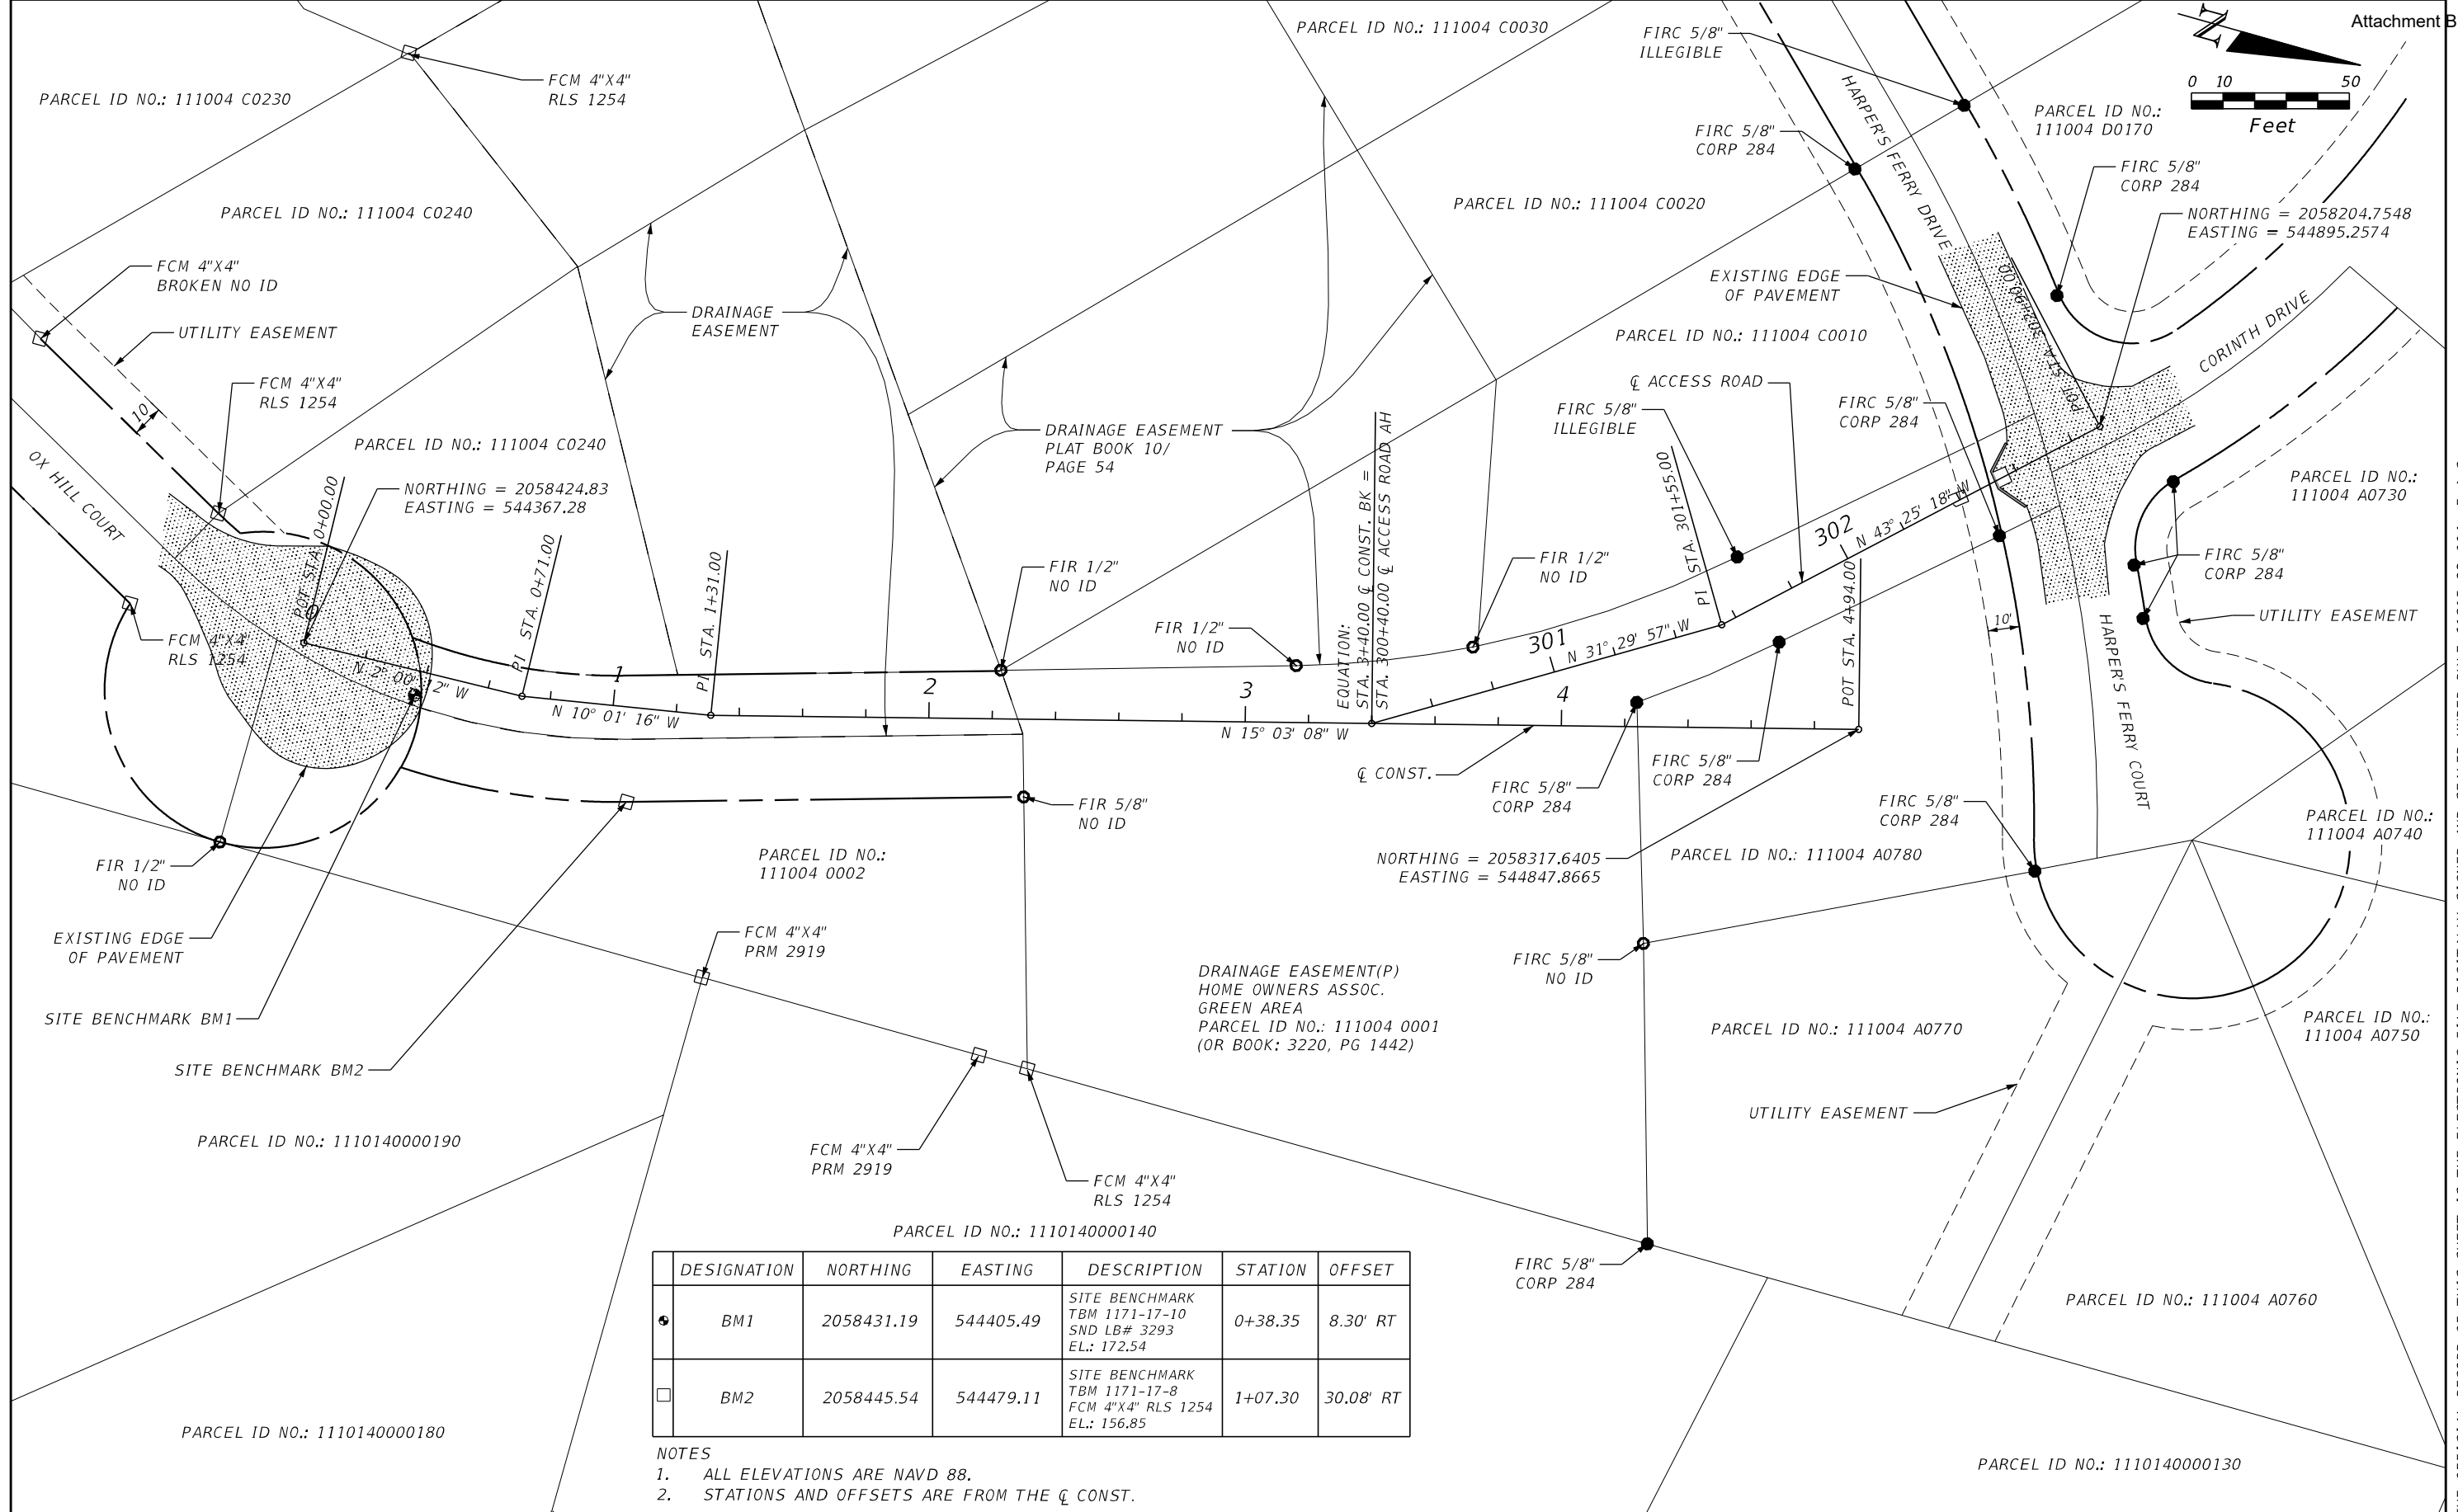 Attachment B
N
0 10 50
Feet
PARCEL ID NO.: 111004 C0030
FIRC 5/8"
ILLEGIBLE
FCM 4"X4"
RLS 1254
PARCEL ID NO.: 111004 C0230
HARPER'S FERRY DRIVE
PARCEL ID NO.:
111004 D0170
FIRC 5/8"
CORP 284
FIRC 5/8"
CORP 284
PARCEL ID NO.: 111004 C0240
PARCEL ID NO.: 111004 C0020
NORTHING = 2058204.7548
EASTING = 544895.2574
FCM 4"X4"
BROKEN NO ID
EXISTING EDGE
OF PAVEMENT
UTILITY EASEMENT
DRAINAGE
EASEMENT
PARCEL ID NO.: 111004 C0010
POT STA. 302+90.00
CORINTH DRIVE
FCM 4"X4"
RLS 1254
10'
℄ ACCESS ROAD
FIRC 5/8"
ILLEGIBLE
FIRC 5/8"
CORP 284
OX HILL COURT
PARCEL ID NO.: 111004 C0240
DRAINAGE EASEMENT
PLAT BOOK 10/
PAGE 54
NORTHING = 2058424.83
EASTING = 544367.28
PARCEL ID NO.:
111004 A0730
POT STA. 0+00.00
0
PI STA. 0+71.00
PI STA. 1+31.00
EQUATION:
STA. 3+40.00 ℄ CONST. BK =
STA. 300+40.00 ℄ ACCESS ROAD AH
PI STA. 301+55.00
302
N 43° 25' 18" W
FIR 1/2"
NO ID
FIR 1/2"
NO ID
FIRC 5/8"
CORP 284
POT STA. 4+94.00
UTILITY EASEMENT
FIR 1/2"
NO ID
FCM 4"X4"
RLS 1254
301
N 31° 29' 57" W
10'
HARPER'S FERRY COURT
1
2
3
4
N 10° 01' 16" W
N 15° 03' 08" W
℄ CONST.
FIRC 5/8"
CORP 284
FIRC 5/8"
CORP 284
FIR 5/8"
NO ID
FIRC 5/8"
CORP 284
PARCEL ID NO.:
111004 A0740
FIR 1/2"
NO ID
PARCEL ID NO.:
111004 0002
NORTHING = 2058317.6405
EASTING = 544847.8665
PARCEL ID NO.: 111004 A0780
EXISTING EDGE
OF PAVEMENT
FCM 4"X4"
PRM 2919
FIRC 5/8"
NO ID
DRAINAGE EASEMENT(P)
HOME OWNERS ASSOC.
GREEN AREA
PARCEL ID NO.: 111004 0001
(OR BOOK: 3220, PG 1442)
SITE BENCHMARK BM1
PARCEL ID NO.: 111004 A0770
PARCEL ID NO.:
111004 A0750
SITE BENCHMARK BM2
UTILITY EASEMENT
PARCEL ID NO.: 1110140000190
FCM 4"X4"
PRM 2919
FCM 4"X4"
RLS 1254
PARCEL ID NO.: 1110140000140
FIRC 5/8"
CORP 284
PARCEL ID NO.: 111004 A0760
DESIGNATION NORTHING EASTING DESCRIPTION STATION OFFSET
BM1 2058431.19 544405.49 SITE BENCHMARK
TBM 1171-17-10
SND LB# 3293
EL.: 172.54
0+38.35 8.30' RT
BM2 2058445.54 544479.11 SITE BENCHMARK
TBM 1171-17-8
FCM 4"X4" RLS 1254
EL.: 156.85
1+07.30 30.08' RT
PARCEL ID NO.: 1110140000180
NOTES
1. ALL ELEVATIONS ARE NAVD 88.
2. STATIONS AND OFFSETS ARE FROM THE ℄ CONST.
PARCEL ID NO.: 1110140000130